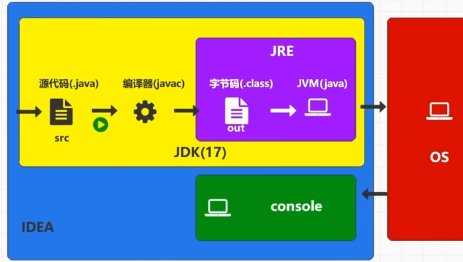 JRE
源代码(.java)
编译器(javac)
字节码(.class)
JVM(java)
src
out
JDK(17)
OS
console
IDEA